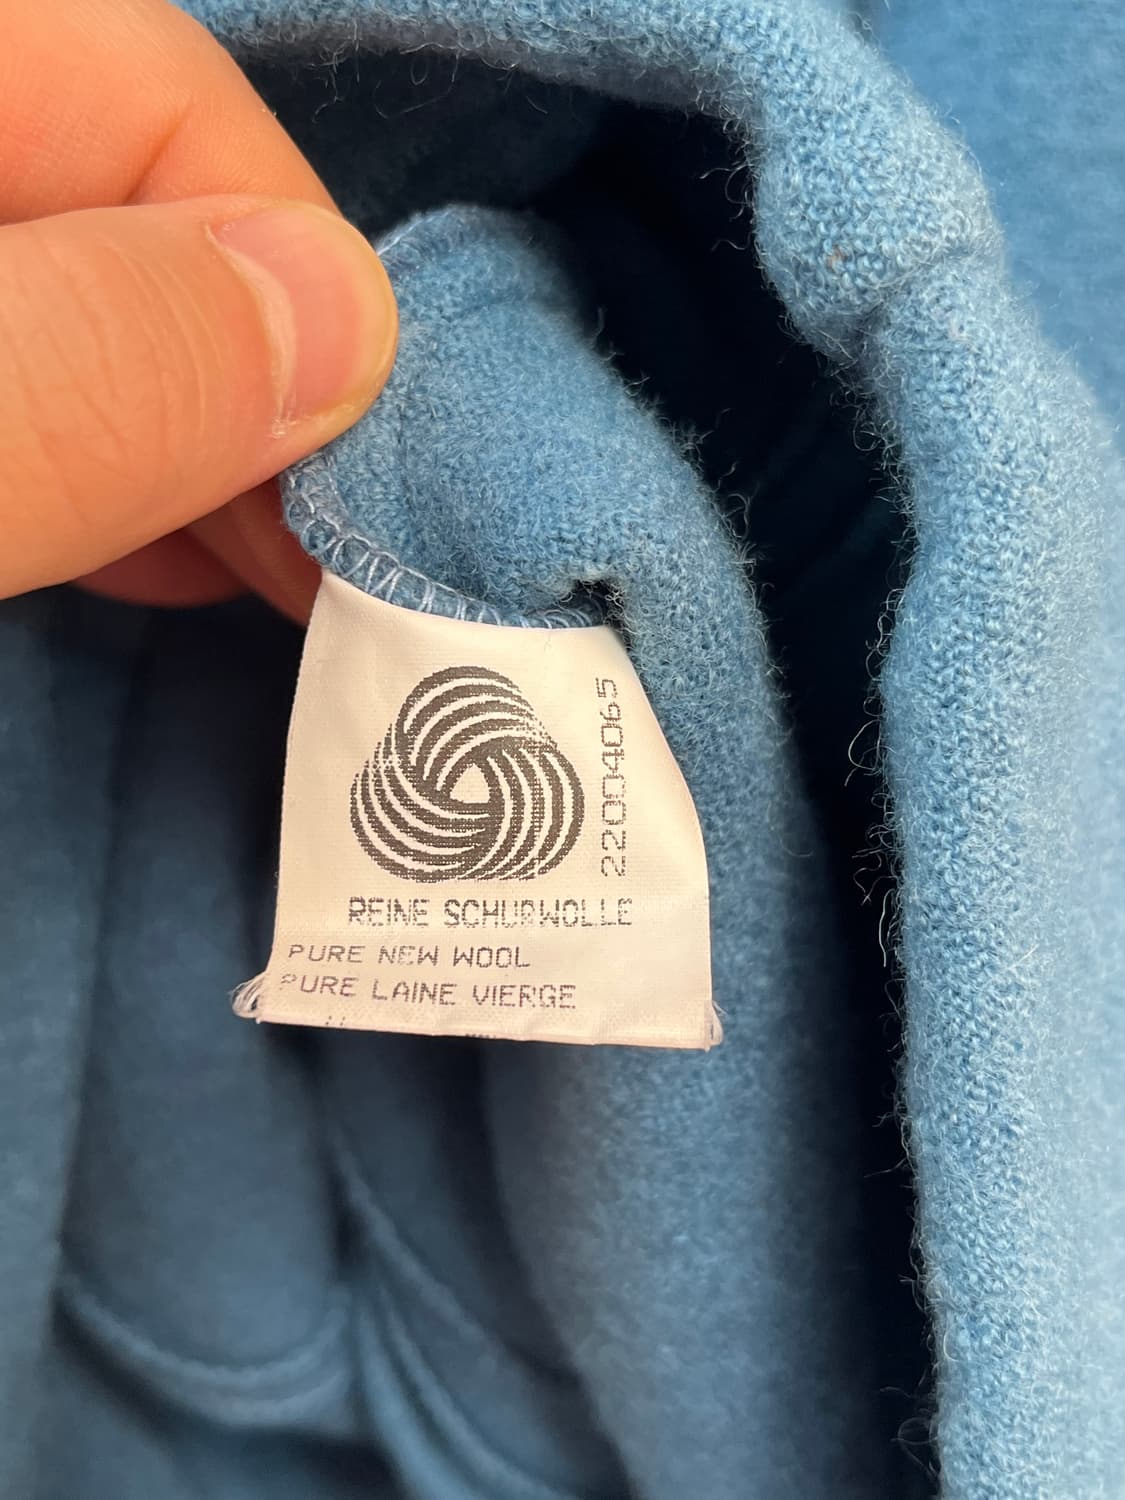 22004065
REINE SCHURWOLLE
PURE NEW WOOL
PURE LAINE VIERGE